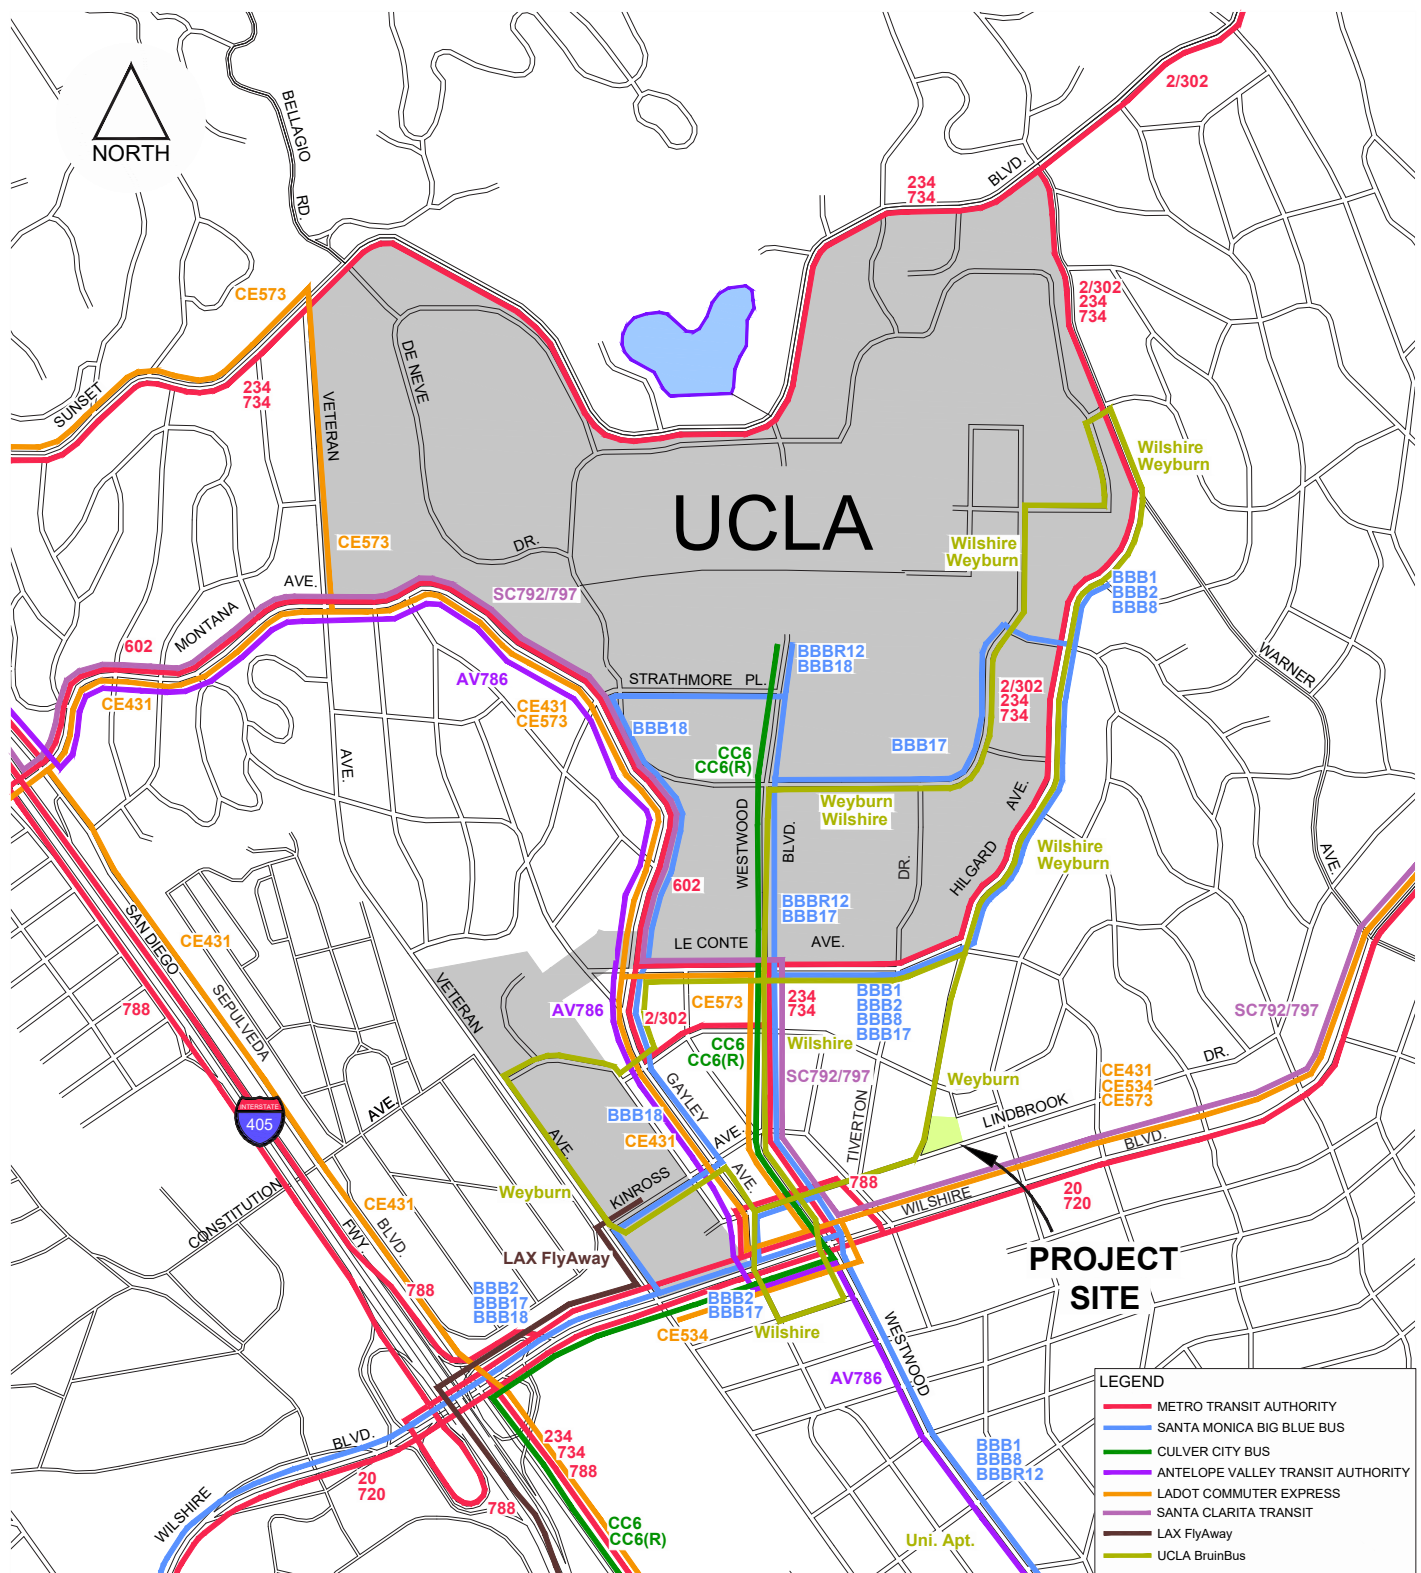 2/302
BELLAGIO
RD.
NORTH
BLVD.
234
734
CE573
2/302
234
734
SUNSET
234
734
DE NEVE
VETERAN
Wilshire
Weyburn
UCLA
CE573
DR.
Wilshire
Weyburn
AVE.
SC792/797
BBB1
BBB2
BBB8
MONTANA
602
BBBR12
BBB18
WARNER
STRATHMORE PL.
AV786
2/302
234
734
CE431
CE431
CE573
BBB18
BBB17
CC6
CC6(R)
AVE.
AVE.
Weyburn
Wilshire
WESTWOOD
BLVD.
Wilshire
Weyburn
AVE.
DR.
HILGARD
602
BBBR12
BBB17
SAN DIEGO
CE431
LE CONTE
AVE.
VETERAN
788
SEPULVEDA
AV786
CE573
2/302
234
734
BBB1
BBB2
BBB8
BBB17
SC792/797
CC6
CC6(R)
Wilshire
DR.
SC792/797
Weyburn
CE431
CE534
CE573
GAYLEY
INTERSTATE
405
AVE.
BBB18
LINDBROOK
AVE.
AVE.
TIVERTON
BLVD.
CE431
KINROSS
AVE.
788
CONSTITUTION
CE431
Weyburn
WILSHIRE
20
720
FWY.
BLVD.
LAX FlyAway
PROJECT
SITE
788
BBB2
BBB17
BBB18
BBB2
BBB17
CE534
Wilshire
WESTWOOD
AV786
BLVD.
234
734
788
BBB1
BBB8
BBBR12
20
720
WILSHIRE
788
CC6
CC6(R)
Uni. Apt.
LEGEND
METRO TRANSIT AUTHORITY
SANTA MONICA BIG BLUE BUS
CULVER CITY BUS
ANTELOPE VALLEY TRANSIT AUTHORITY
LADOT COMMUTER EXPRESS
SANTA CLARITA TRANSIT
LAX FlyAway
UCLA BruinBus